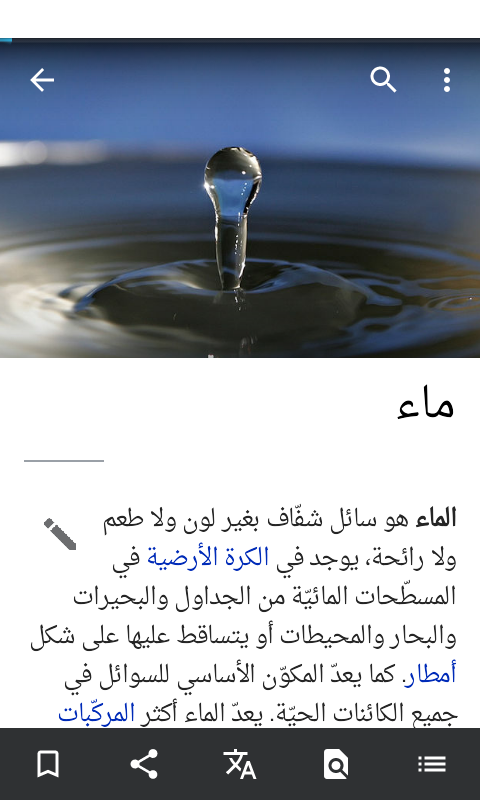 ماء
الماء هو سائل شفّاف بغير لون ولا طعم
ولا رائحة، يوجد في الكرة الأرضية في
المسطّحات المائيّة من الجداول والبحيرات
والبحار والمحيطات أو يتساقط عليها على شكل
أمطار. كما يعدّ المكوّن الأساسي للسوائل في
جميع الكائنات الحيّة. يعدّ الماء أكثر المركّبات